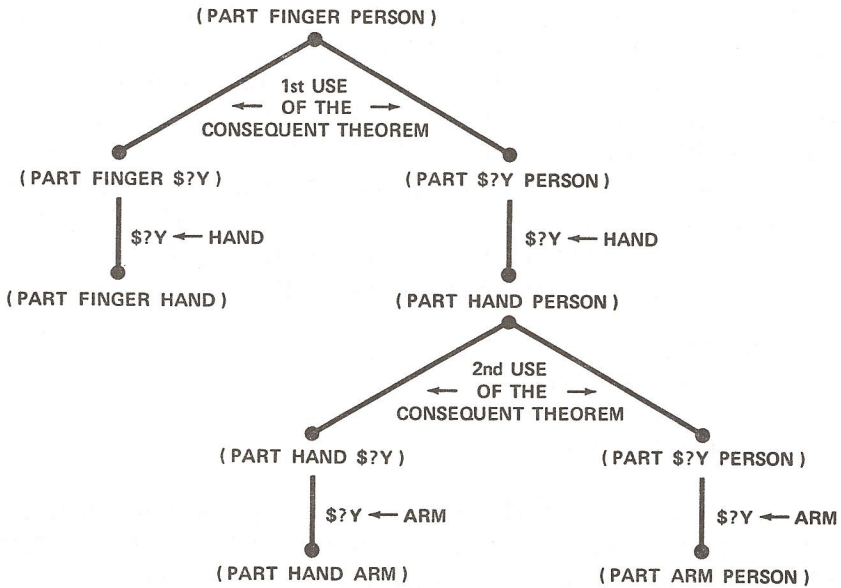 ( PART FINGER PERSON )
1st USE
← OF THE →
CONSEQUENT THEOREM
( PART FINGER $?Y )
( PART $?Y PERSON )
$?Y ← HAND
$?Y ← HAND
( PART FINGER HAND )
( PART HAND PERSON )
2nd USE
← OF THE →
CONSEQUENT THEOREM
( PART HAND $?Y )
( PART $?Y PERSON )
$?Y ← ARM
$?Y ← ARM
( PART HAND ARM )
( PART ARM PERSON )